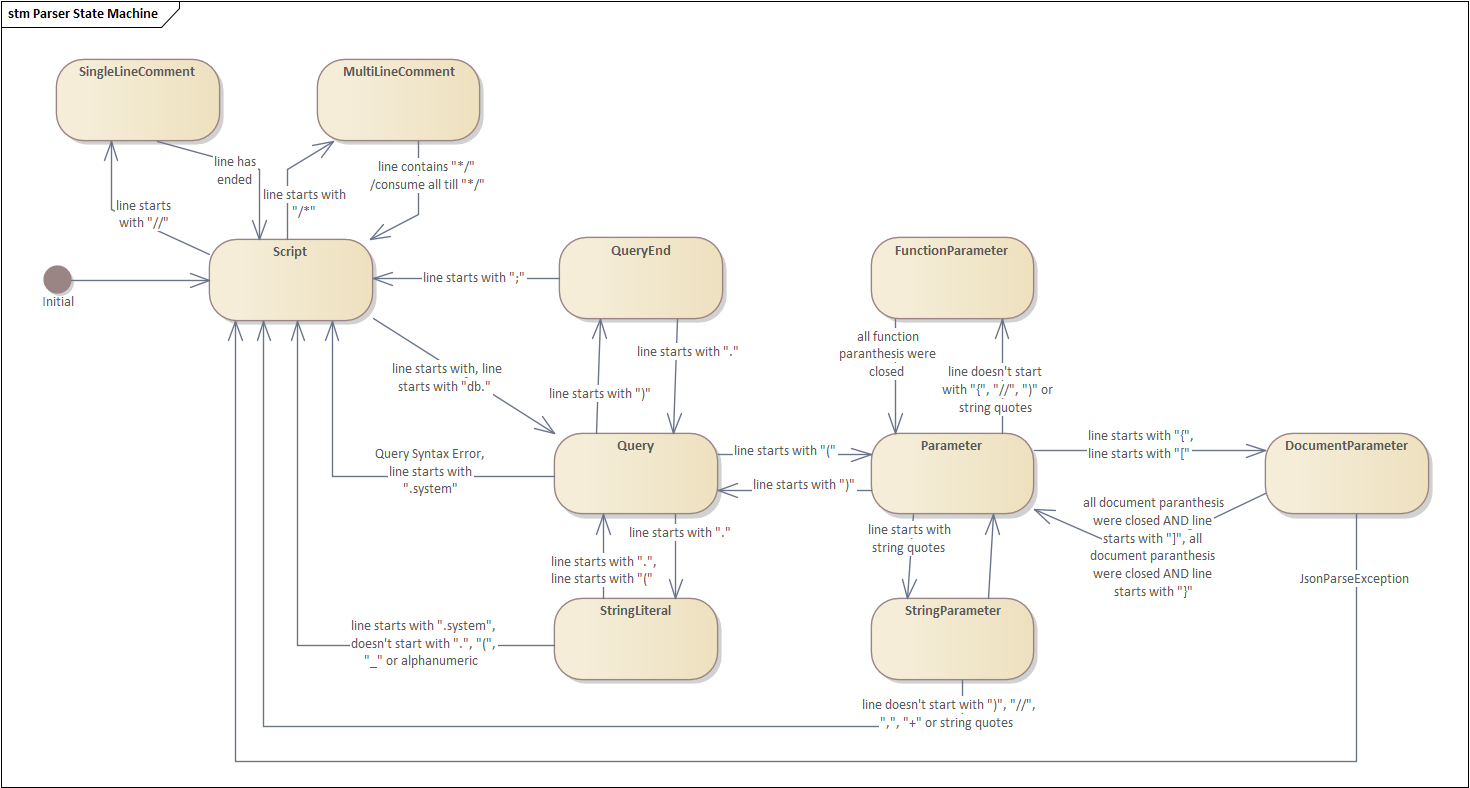 stm Parser State Machine
SingleLineComment
MultiLineComment
line has
ended
line contains "*/"
/consume all till "*/"
line starts with
"/*"
line starts
with "//"
Script
QueryEnd
FunctionParameter
Initial
line starts with ";"
all function
paranthesis were
closed
line starts with "."
line starts with, line
starts with "db."
line doesn't start
with "{", "//", ")" or
string quotes
line starts with ")"
Query
Parameter
DocumentParameter
line starts with "{",
line starts with "["
Query Syntax Error,
line starts with
".system"
line starts with "("
line starts with ")"
all document paranthesis
were closed AND line
starts with "]", all
document paranthesis
were closed AND line
starts with "}"
line starts with "."
line starts with
string quotes
line starts with ".",
line starts with "("
JsonParseException
StringLiteral
StringParameter
line starts with ".system",
doesn't start with ".", "(",
"_" or alphanumeric
line doesn't start with ")", "//",
",", "+" or string quotes